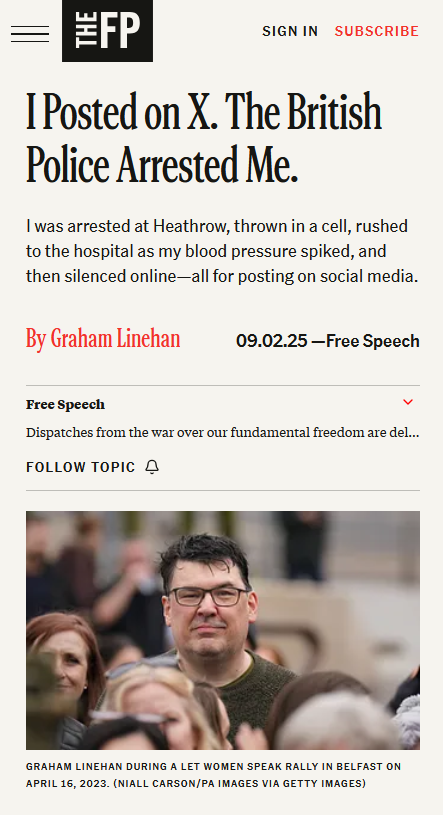 THE FP
SIGN IN
SUBSCRIBE
I Posted on X. The British
Police Arrested Me.
I was arrested at Heathrow, thrown in a cell, rushed
to the hospital as my blood pressure spiked, and
then silenced online—all for posting on social media.
By Graham Linehan
09.02.25 —Free Speech
Free Speech
Dispatches from the war over our fundamental freedom are del...
FOLLOW TOPIC
GRAHAM LINEHAN DURING A LET WOMEN SPEAK RALLY IN BELFAST ON
APRIL 16, 2023. (NIALL CARSON/PA IMAGES VIA GETTY IMAGES)